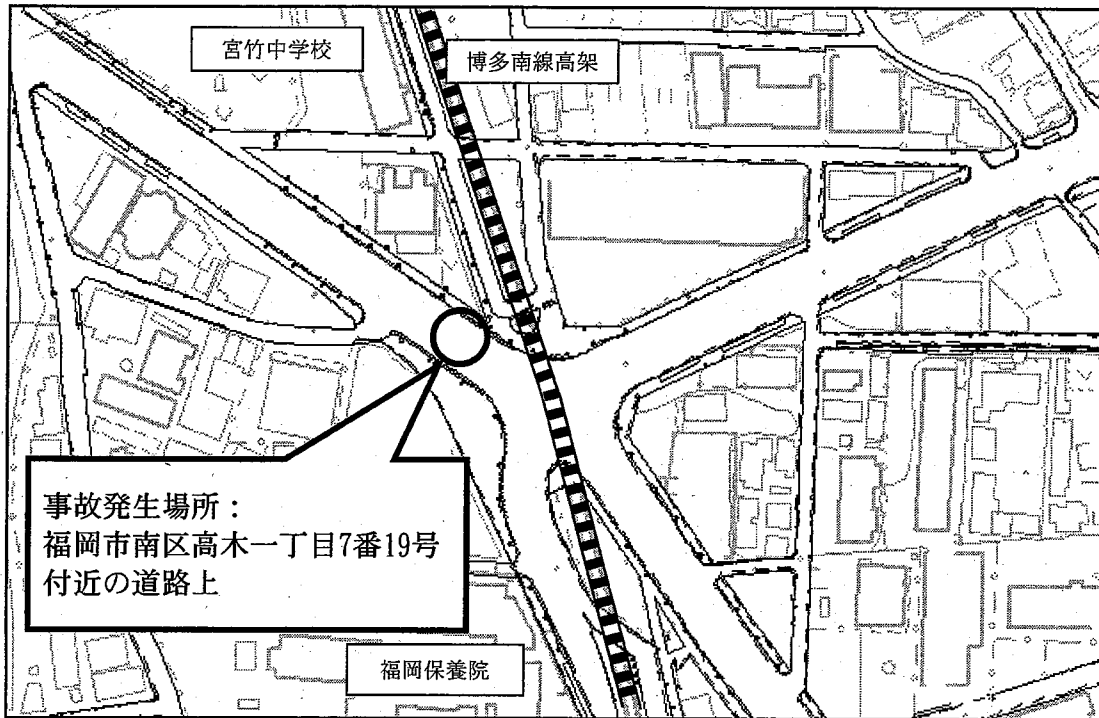 宮竹中学校
博多南線高架
事故発生場所：
福岡市南区高木一丁目7番19号
付近の道路上
福岡保養院